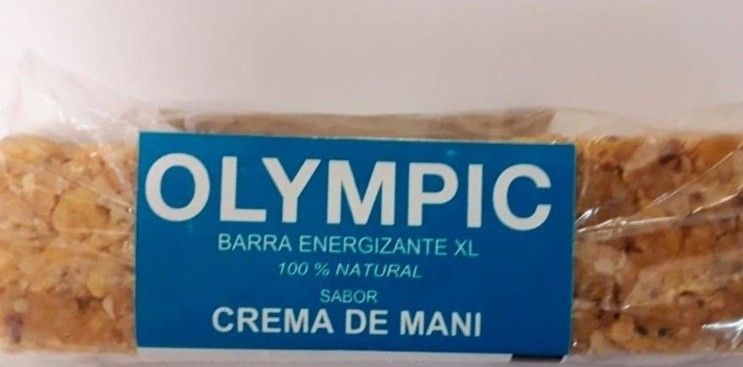 OLYMPIC
BARRA ENERGIZANTE XL
100 % NATURAL
SABOR
CREMA DE MANI